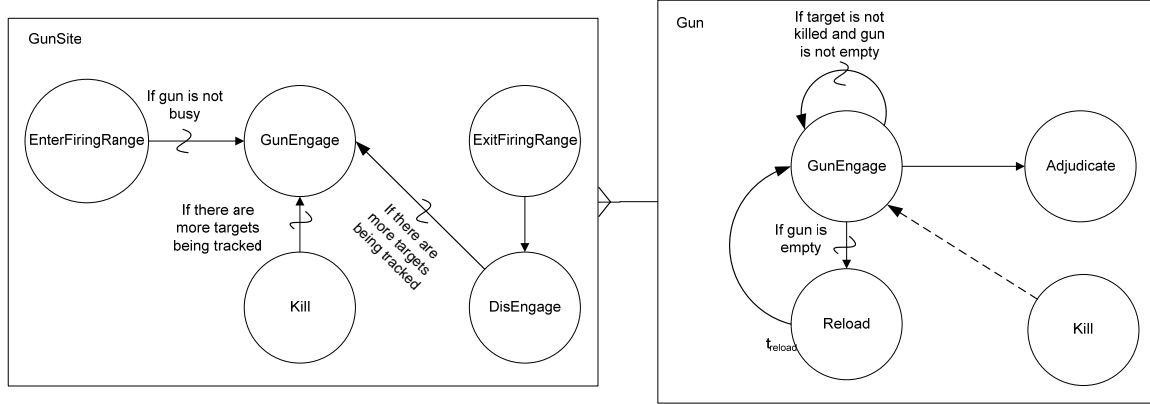 GunSite
EnterFiringRange
If gun is not
busy
GunEngage
ExitFiringRange
If there are
more targets
being tracked
If there are
more targets
being tracked
Kill
DisEngage
Gun
If target is not
killed and gun
is not empty
GunEngage
Adjudicate
If gun is
empty
Reload
t_reload
Kill